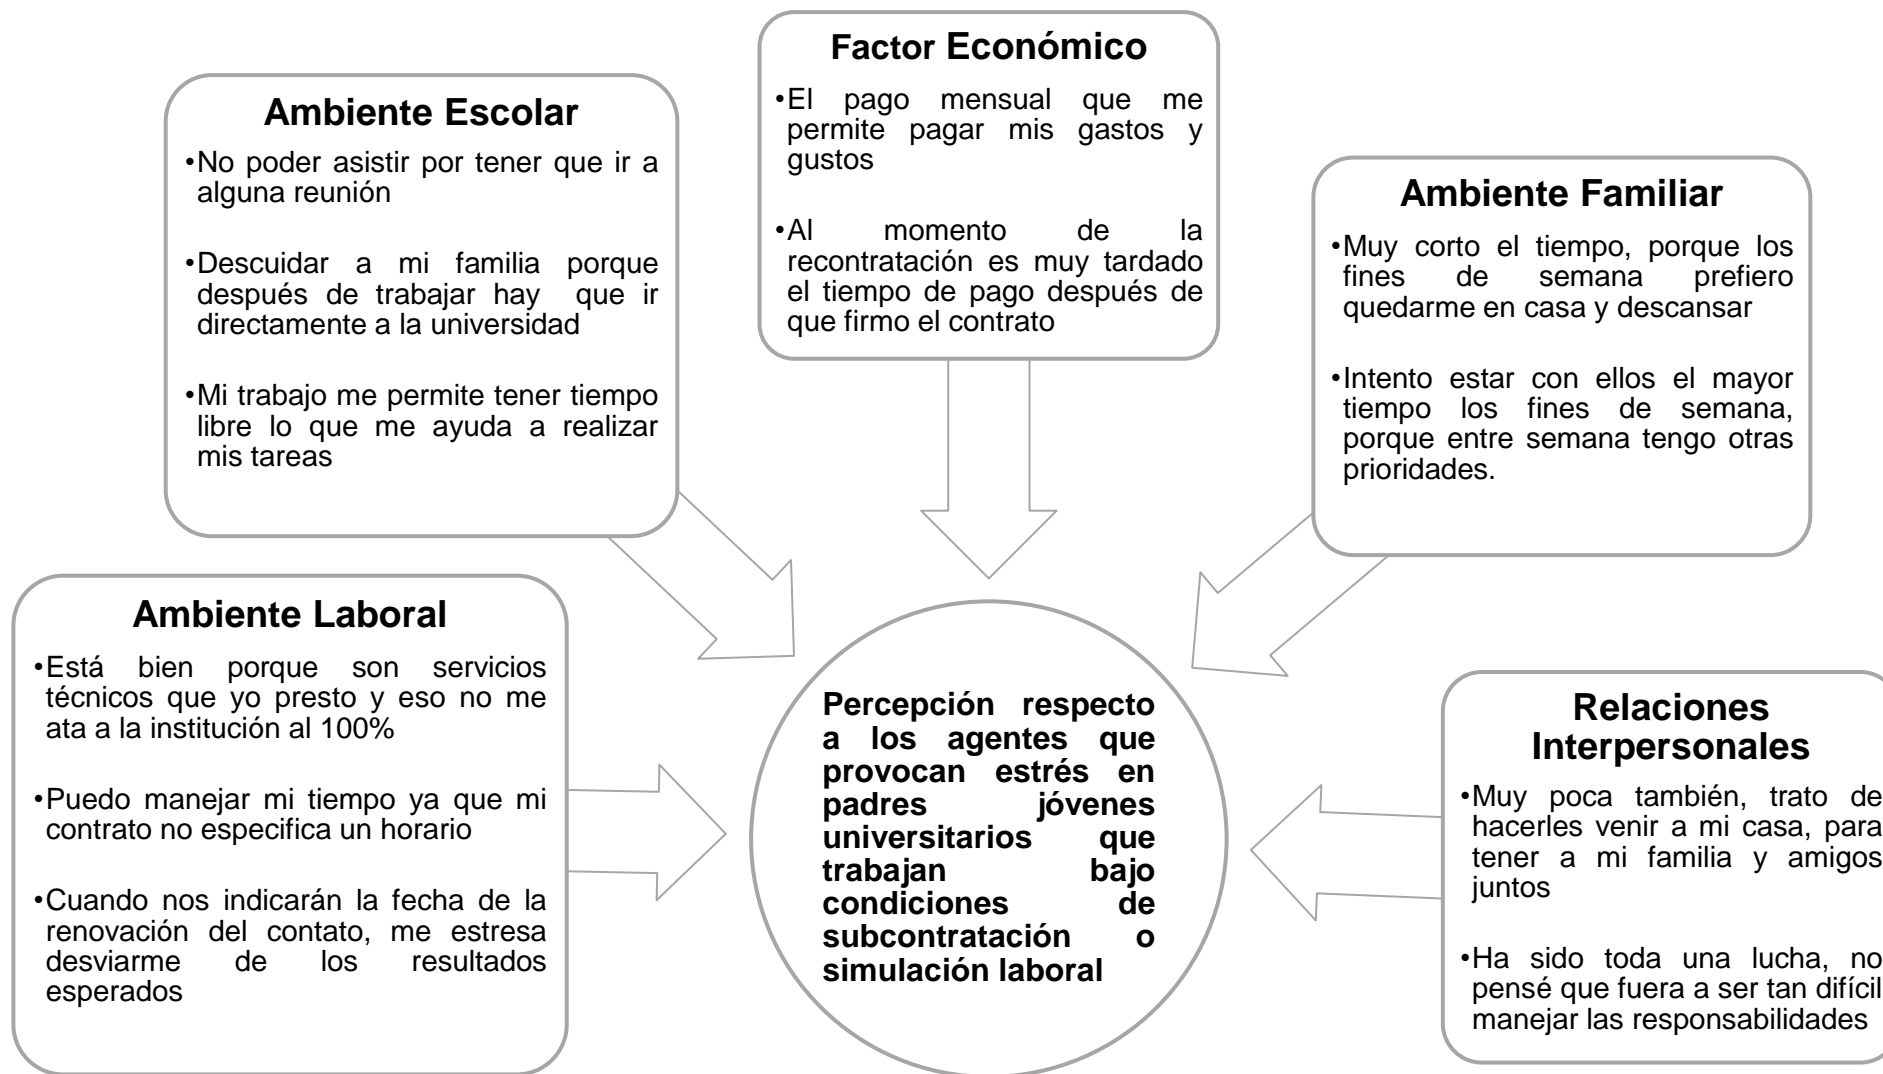 Factor Económico
•El pago mensual que me
permite pagar mis gastos y
gustos
•Al momento de la
recontratación es muy tardado
el tiempo de pago después de
que firmo el contrato
Ambiente Escolar
•No poder asistir por tener que ir a
alguna reunión
•Descuidar a mi familia porque
después de trabajar hay que ir
directamente a la universidad
•Mi trabajo me permite tener tiempo
libre lo que me ayuda a realizar
mis tareas
Ambiente Familiar
•Muy corto el tiempo, porque los
fines de semana prefiero
quedarme en casa y descansar
•Intento estar con ellos el mayor
tiempo los fines de semana,
porque entre semana tengo otras
prioridades.
Ambiente Laboral
•Está bien porque son servicios
técnicos que yo presto y eso no me
ata a la institución al 100%
•Puedo manejar mi tiempo ya que mi
contrato no especifica un horario
•Cuando nos indicarán la fecha de la
renovación del contato, me estresa
desviarme de los resultados
esperados
Percepción respecto
a los agentes que
provocan estrés en
padres jóvenes
universitarios que
trabajan bajo
condiciones de
subcontratación o
simulación laboral
Relaciones
Interpersonales
•Muy poca también, trato de
hacerles venir a mi casa, para
tener a mi familia y amigos
juntos
•Ha sido toda una lucha, no
pensé que fuera a ser tan difícil
manejar las responsabilidades